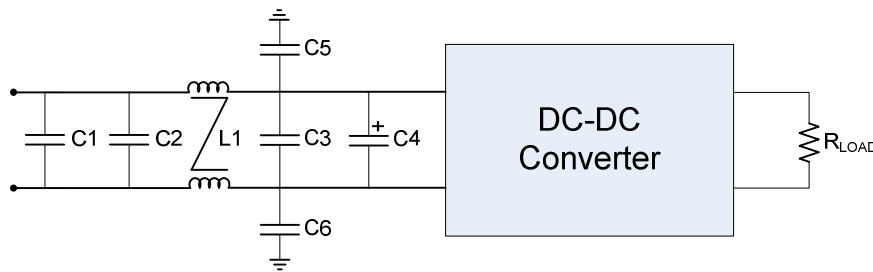 C5
C1
C2
L1
C3
+
C4
DC-DC
Converter
RLOAD
C6